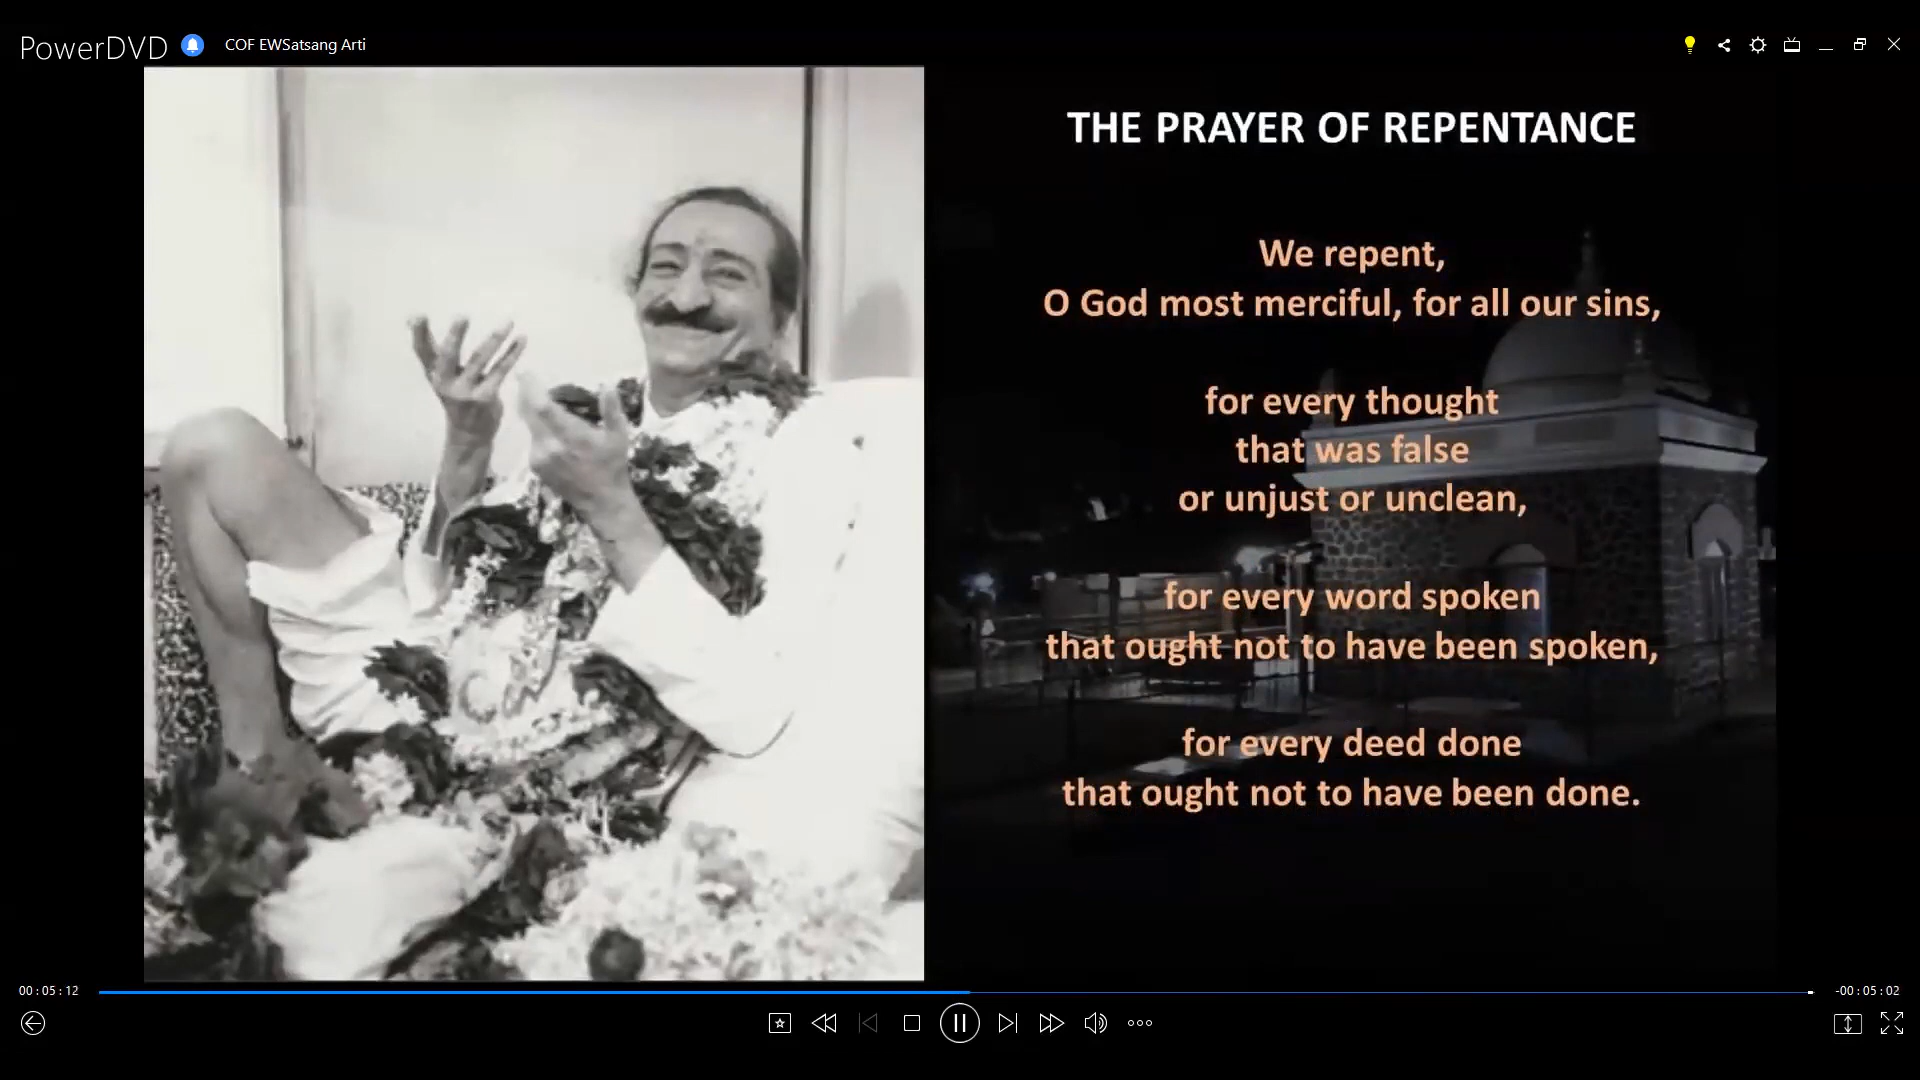 PowerDVD
COF EWSatsang Arti
THE PRAYER OF REPENTANCE
We repent,
O God most merciful, for all our sins,
for every thought
that was false
or unjust or unclean,
for every word spoken
that ought not to have been spoken,
for every deed done
that ought not to have been done.
00:05:12
-00:05:02